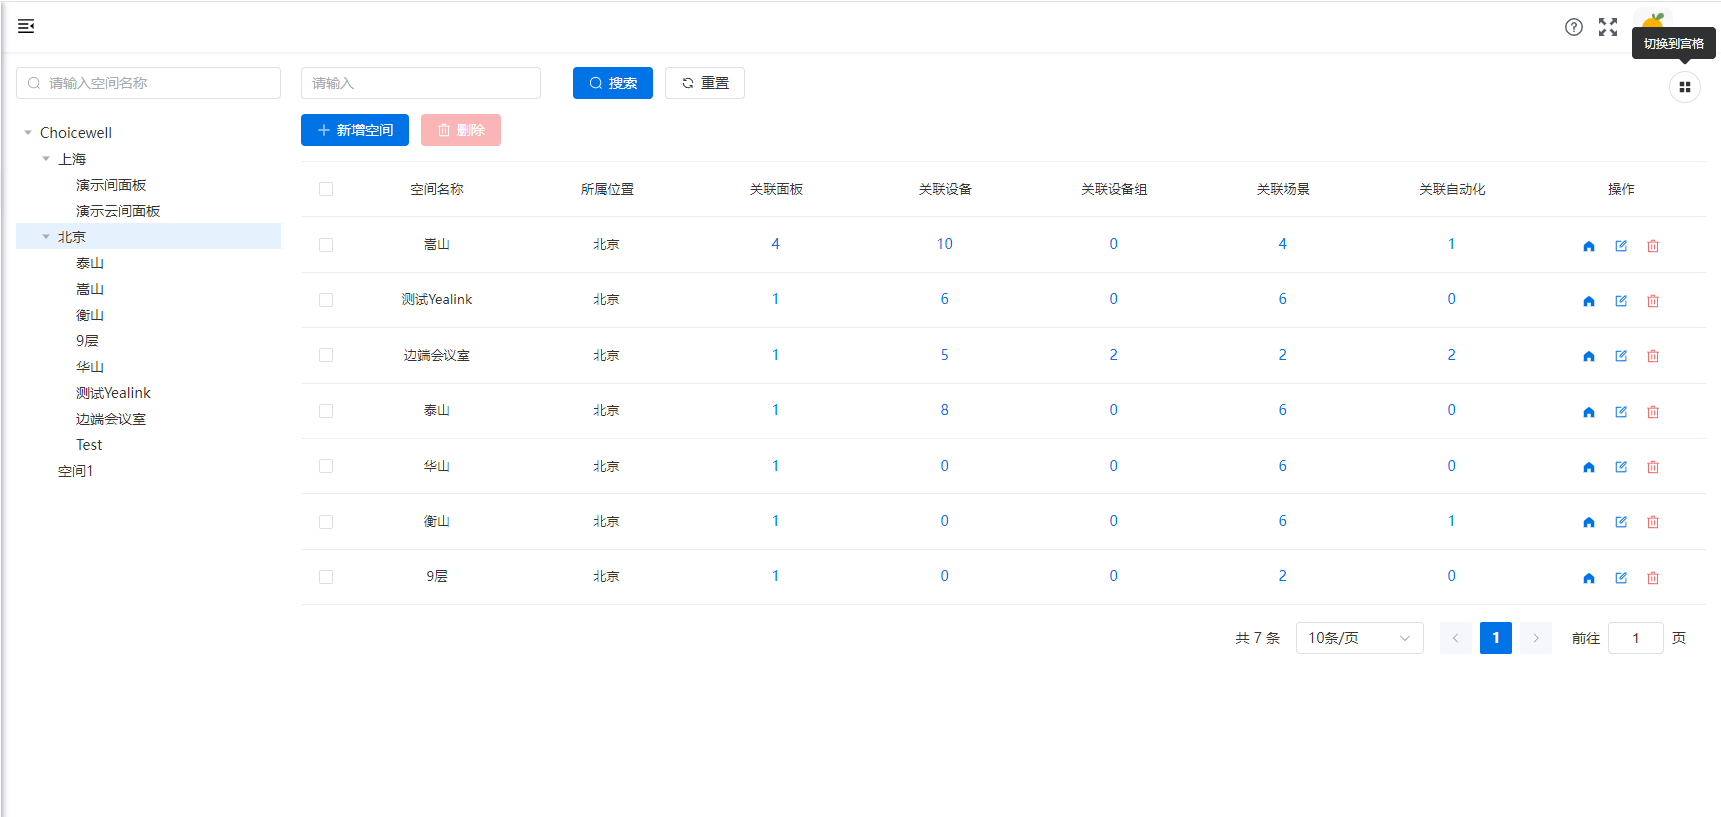 切换到宫格
请输入空间名称
请输入 搜索 重置
新增空间 删除
Choicewell
上海
演示间面板
演示云间面板
北京
泰山
嵩山
衡山
9层
华山
测试Yealink
边端会议室
Test
空间1
空间名称 所属位置 关联面板 关联设备 关联设备组 关联场景 关联自动化 操作
嵩山 北京 4 10 0 4 1
测试Yealink 北京 1 6 0 6 0
边端会议室 北京 1 5 2 2 2
泰山 北京 1 8 0 6 0
华山 北京 1 0 0 6 0
衡山 北京 1 0 0 6 1
9层 北京 1 0 0 2 0
共 7 条 10条/页 1 前往 1 页